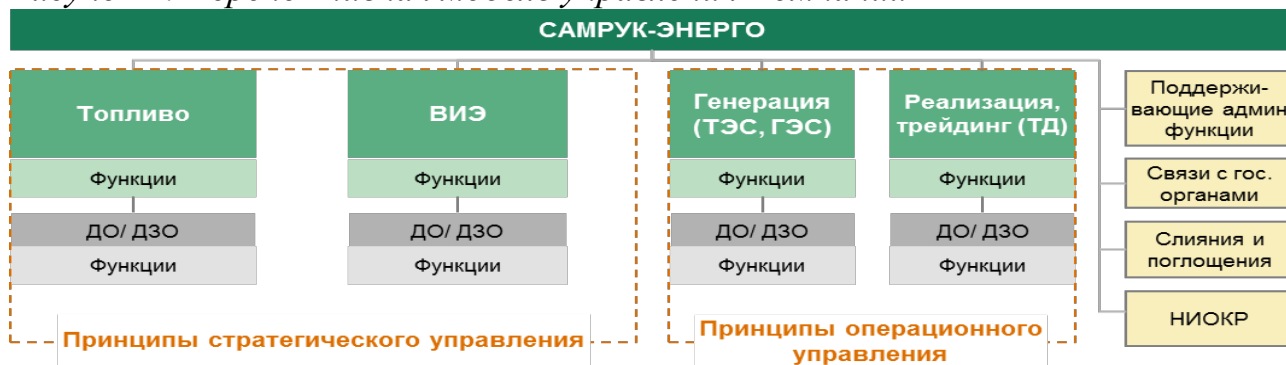 САМРУК-ЭНЕРГО
Топливо
ВИЭ
Генерация
(ТЭС, ГЭС)
Реализация,
трейдинг (ТД)
Функции
Функции
Функции
Функции
ДО/ ДЗО
ДО/ ДЗО
ДО/ ДЗО
ДО/ ДЗО
Функции
Функции
Функции
Функции
Принципы стратегического управления
Принципы операционного
управления
Поддержи-
вающие админ
функции
Связи с гос.
органами
Слияния и
поглощения
НИОКР